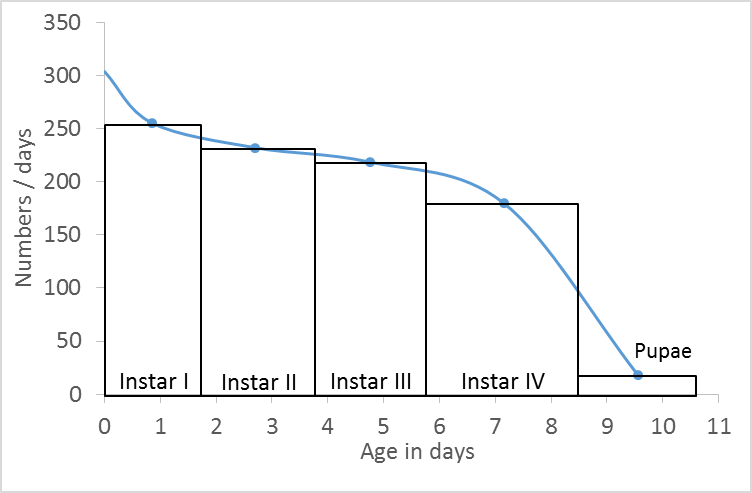 350
300
250
200
150
100
50
0
Numbers / days
Instar I
Instar II
Instar III
Instar IV
Pupae
0 1 2 3 4 5 6 7 8 9 10 11
Age in days